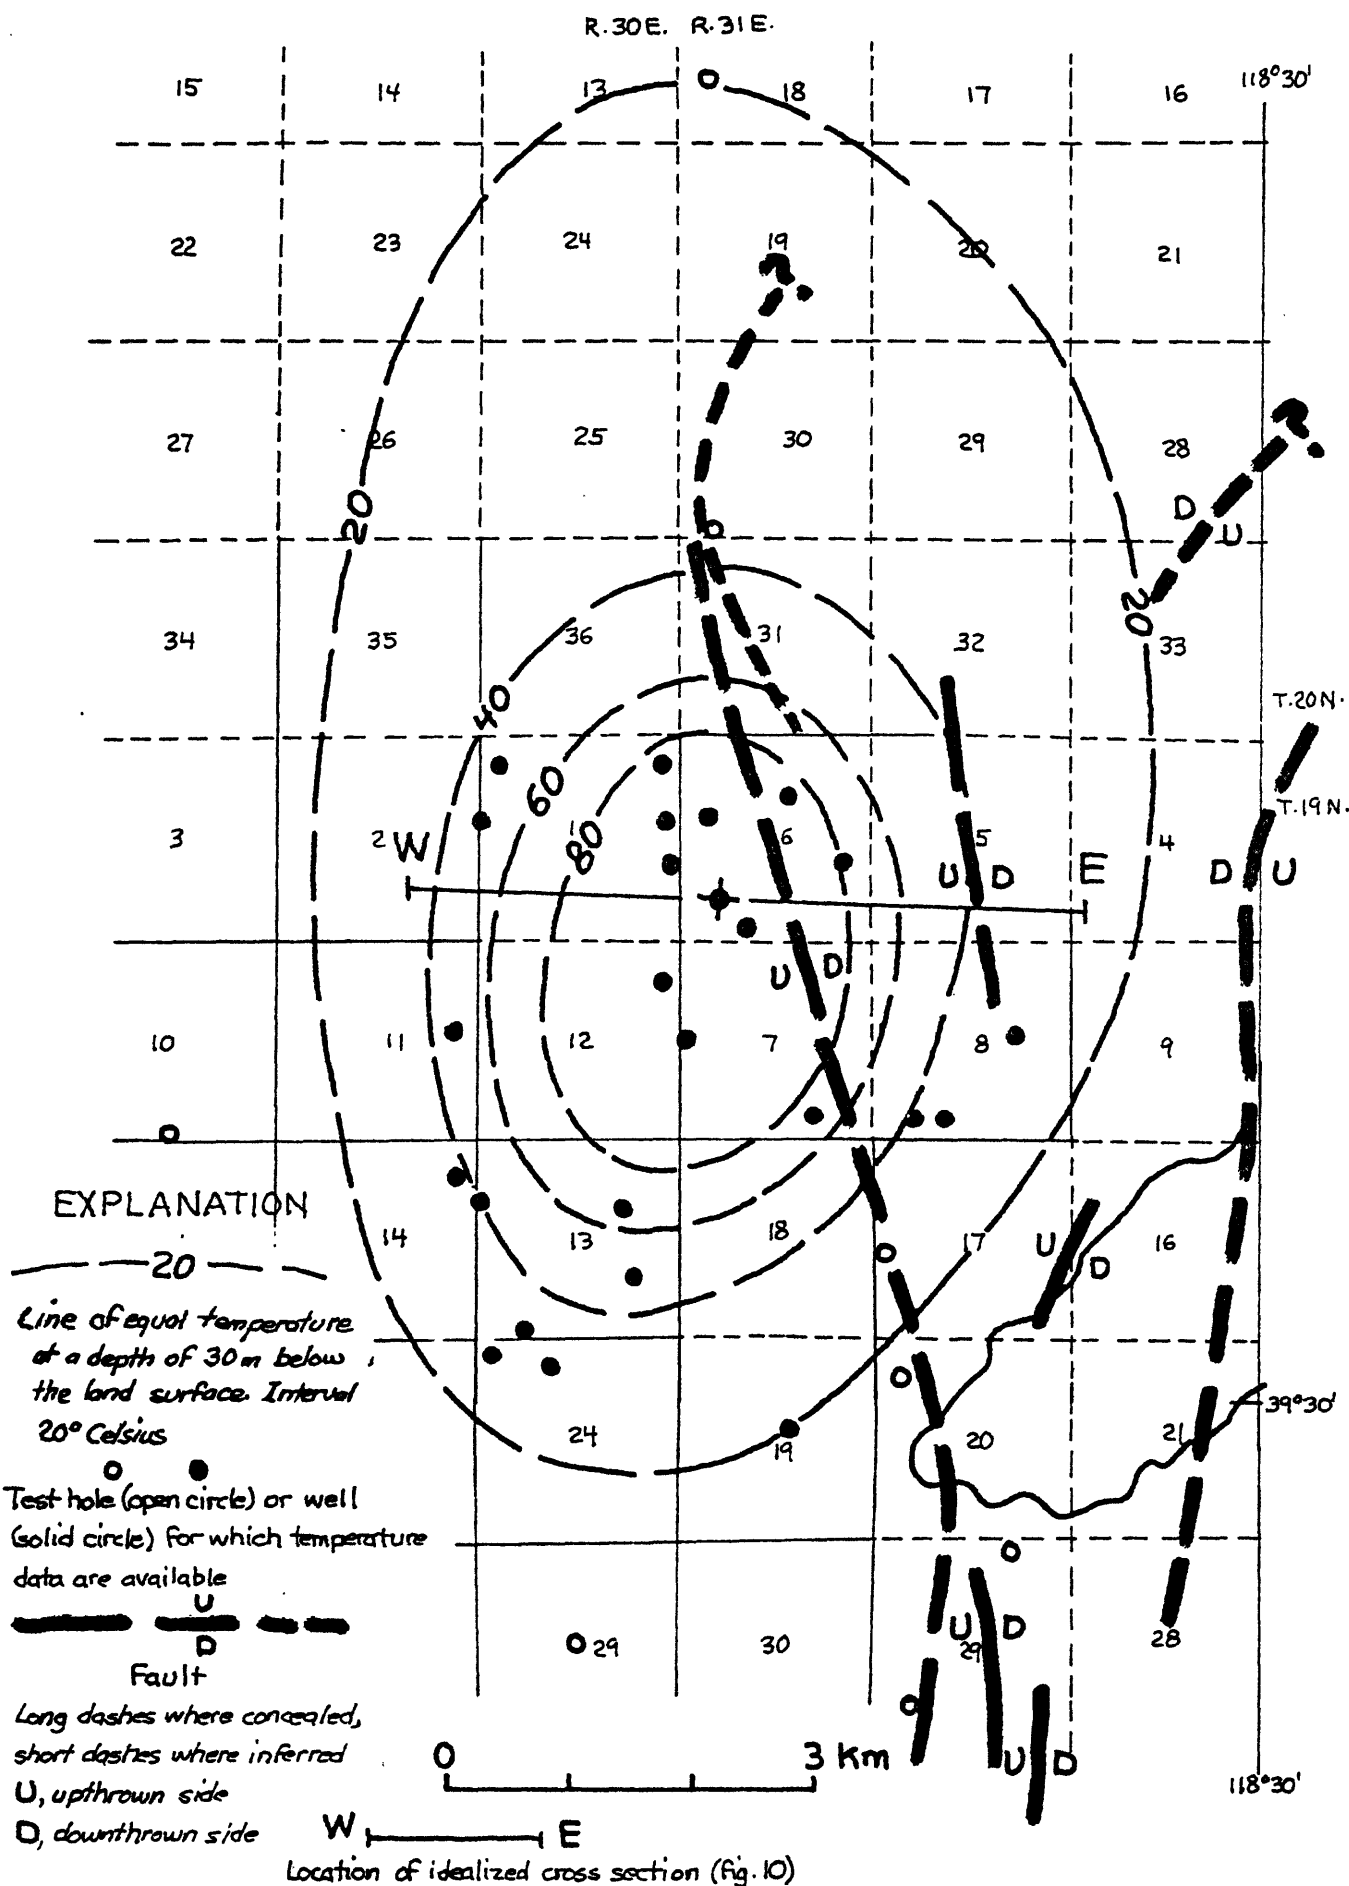 R.30E. R.31E.
15 14 13 18 17 16 118°30'
22 23 24 19 20 21
27 26 25 30 29 28
20
D
U
20
34 35 36 31 32 33
40
T.20N.
60
T.19N.
3 2 W 80 6 5 4
U D E D U
U D
10 11 12 7 8 9
EXPLANATION
20
14 13 18 17 U D 16
Line of equal temperature
at a depth of 30m below
the land surface. Interval
20° Celsius
39°30'
24 19 20 21
Test hole (open circle) or well
(solid circle) for which temperature
data are available
U
D
Fault
29 30 U 29 D 28
Long dashes where concealed,
short dashes where inferred
U, upthrown side
D, downthrown side
0 3 km U D 118°30'
W E
Location of idealized cross section (fig. 10)